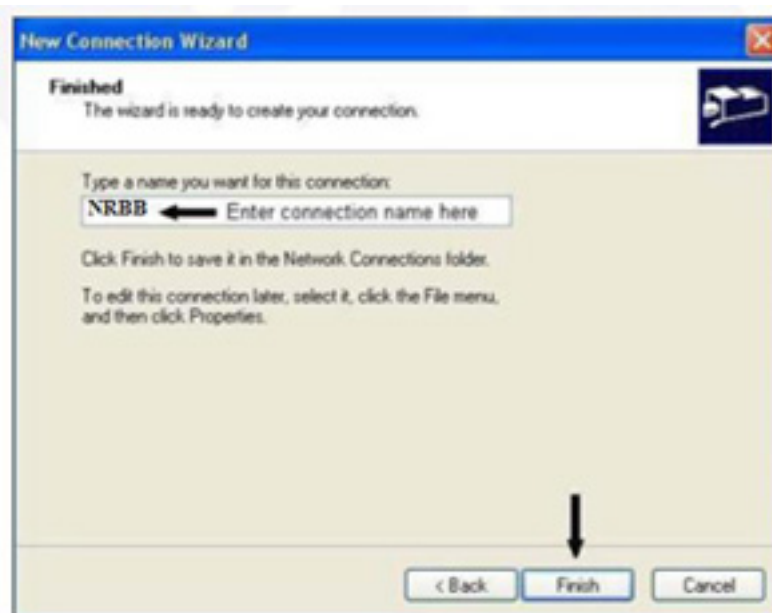 New Connection Wizard
Finished
The wizard is ready to create your connection.
Type a name you want for this connection:
NRBB Enter connection name here
Click Finish to save it in the Network Connections folder.
To edit this connection later, select it, click the File menu,
and then click Properties.
< Back Finish Cancel